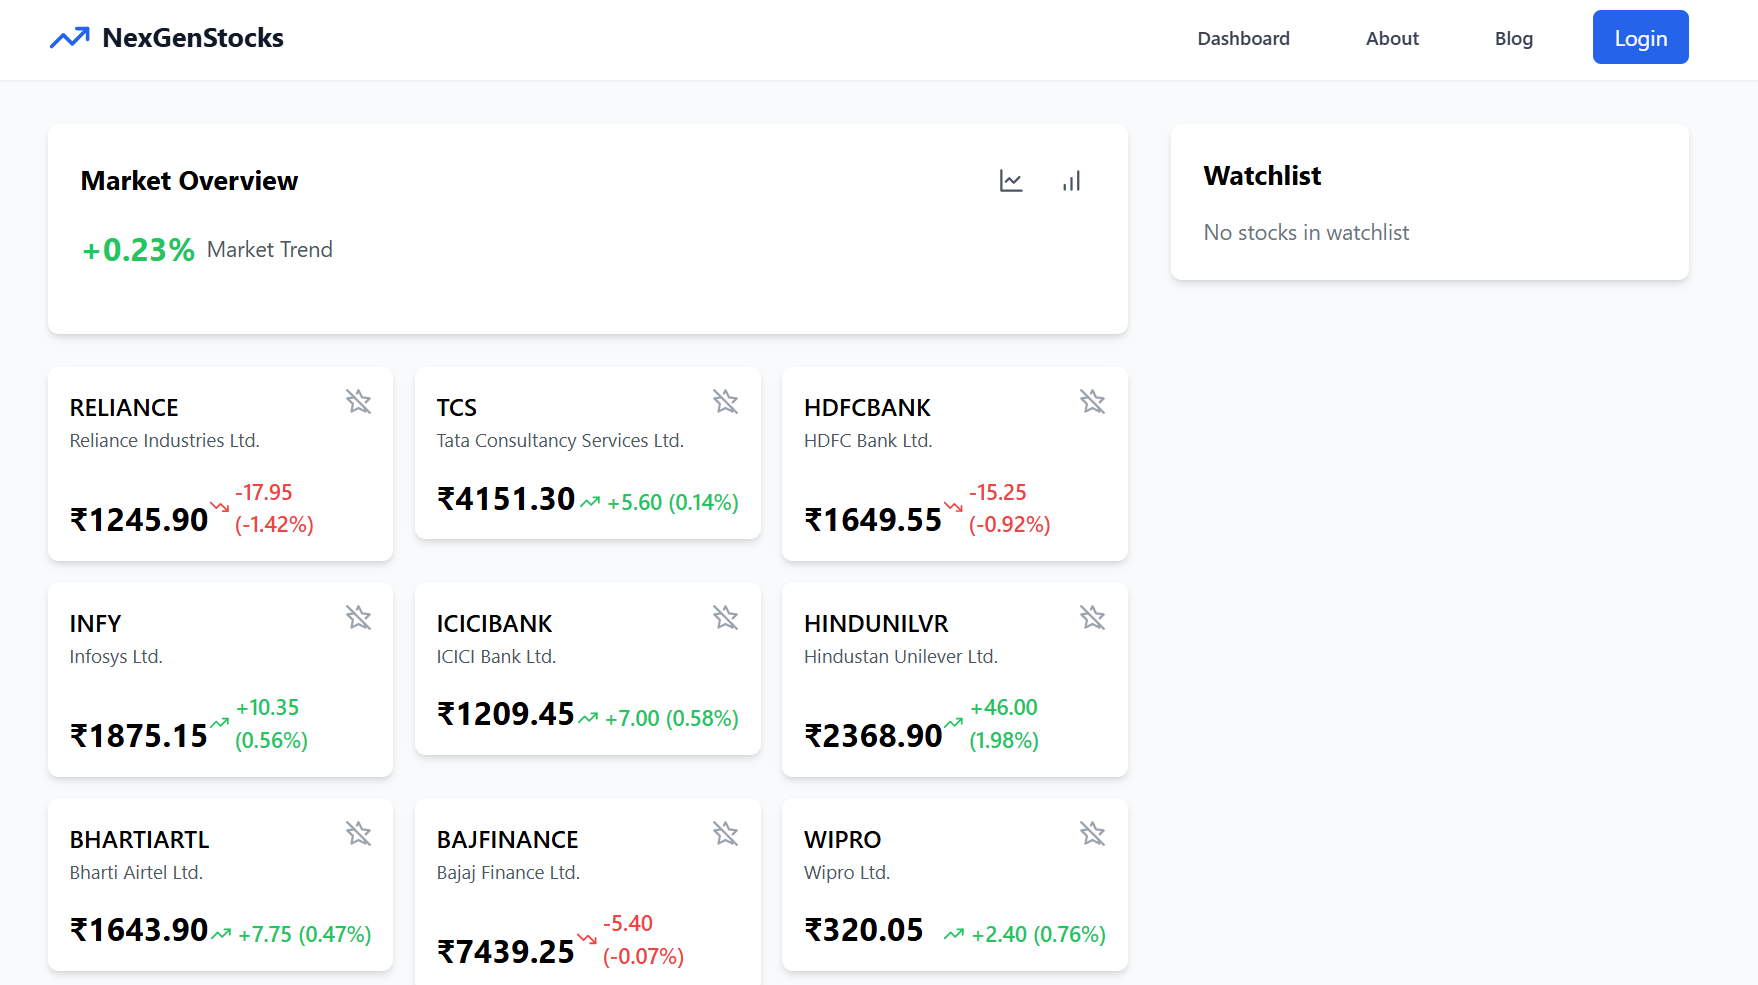 NexGenStocks
Dashboard
About
Blog
Login
Market Overview
+0.23% Market Trend
Watchlist
No stocks in watchlist
RELIANCE
Reliance Industries Ltd.
₹1245.90
-17.95
(-1.42%)
TCS
Tata Consultancy Services Ltd.
₹4151.30 +5.60 (0.14%)
HDFCBANK
HDFC Bank Ltd.
₹1649.55
-15.25
(-0.92%)
INFY
Infosys Ltd.
₹1875.15
+10.35
(0.56%)
ICICIBANK
ICICI Bank Ltd.
₹1209.45 +7.00 (0.58%)
HINDUNILVR
Hindustan Unilever Ltd.
₹2368.90
+46.00
(1.98%)
BHARTIARTL
Bharti Airtel Ltd.
₹1643.90 +7.75 (0.47%)
BAJFINANCE
Bajaj Finance Ltd.
₹7439.25
-5.40
(-0.07%)
WIPRO
Wipro Ltd.
₹320.05 +2.40 (0.76%)